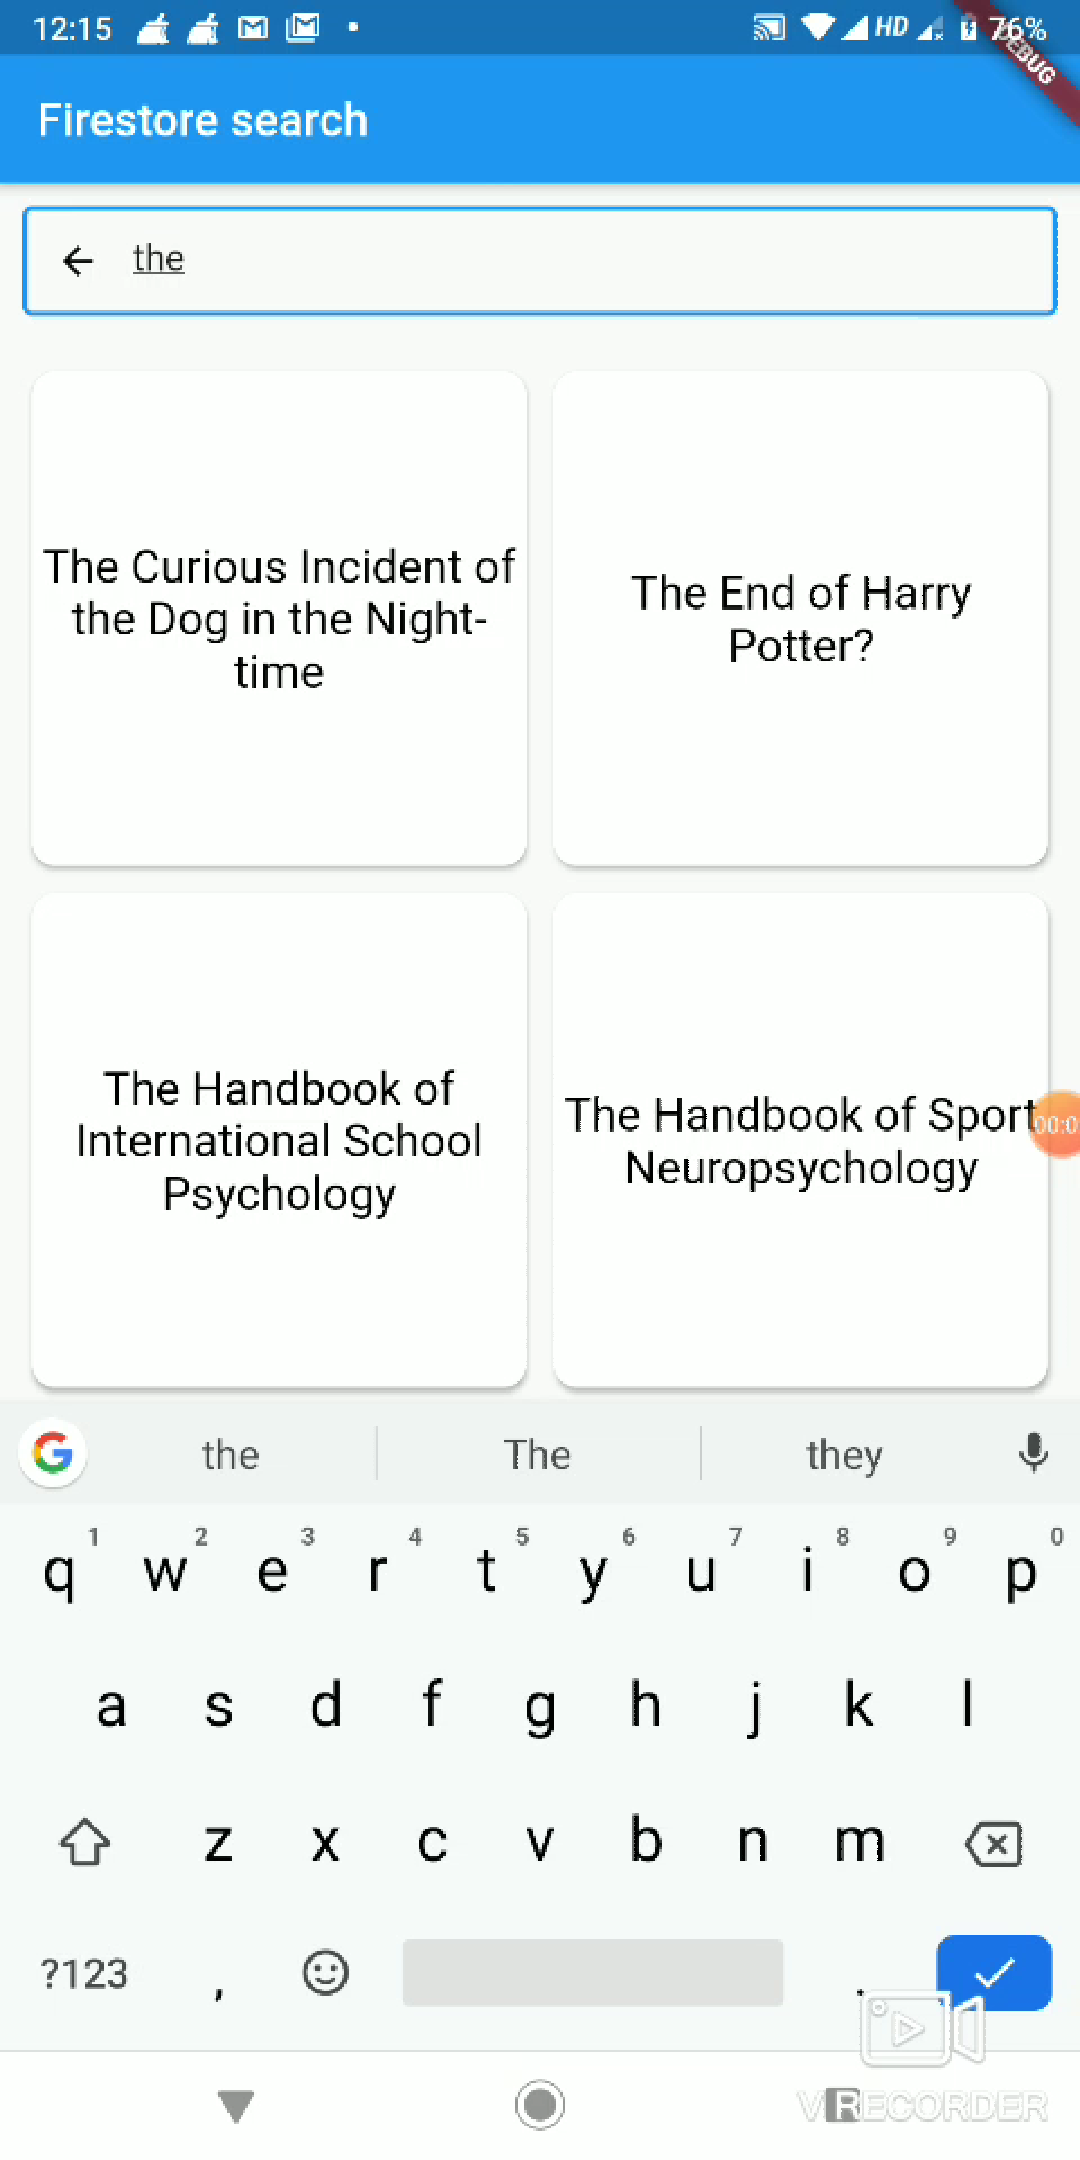 12:15 HD 76%
DEBUG
Firestore search
the
The Curious Incident of
the Dog in the Night-
time
The End of Harry
Potter?
The Handbook of
International School
Psychology
The Handbook of Sport
Neuropsychology
00:0
the The they
1 2 3 4 5 6 7 8 9 0
q w e r t y u i o p
a s d f g h j k l
z x c v b n m
?123 , .
VRECORDER